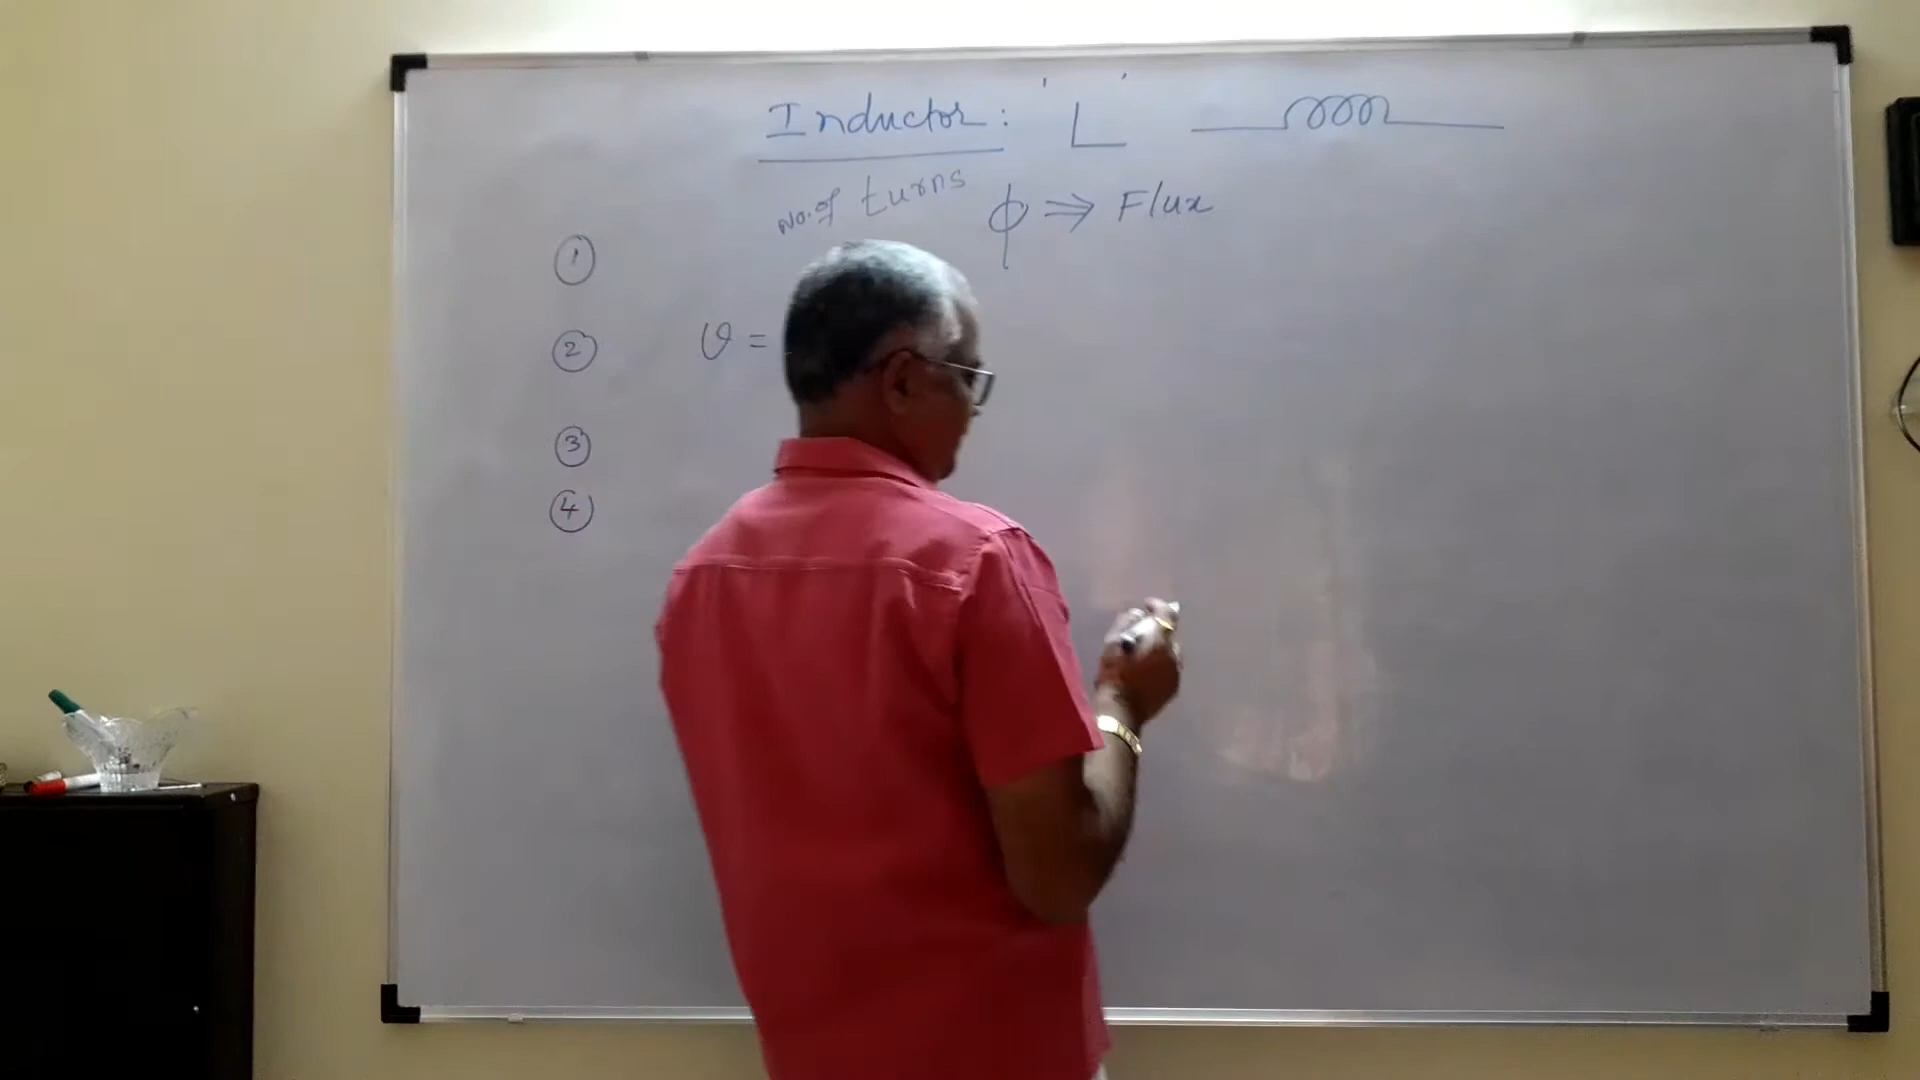 Inductor: 'L'
No. of turns
ϕ ⇒ Flux
1
2 v =
3
4